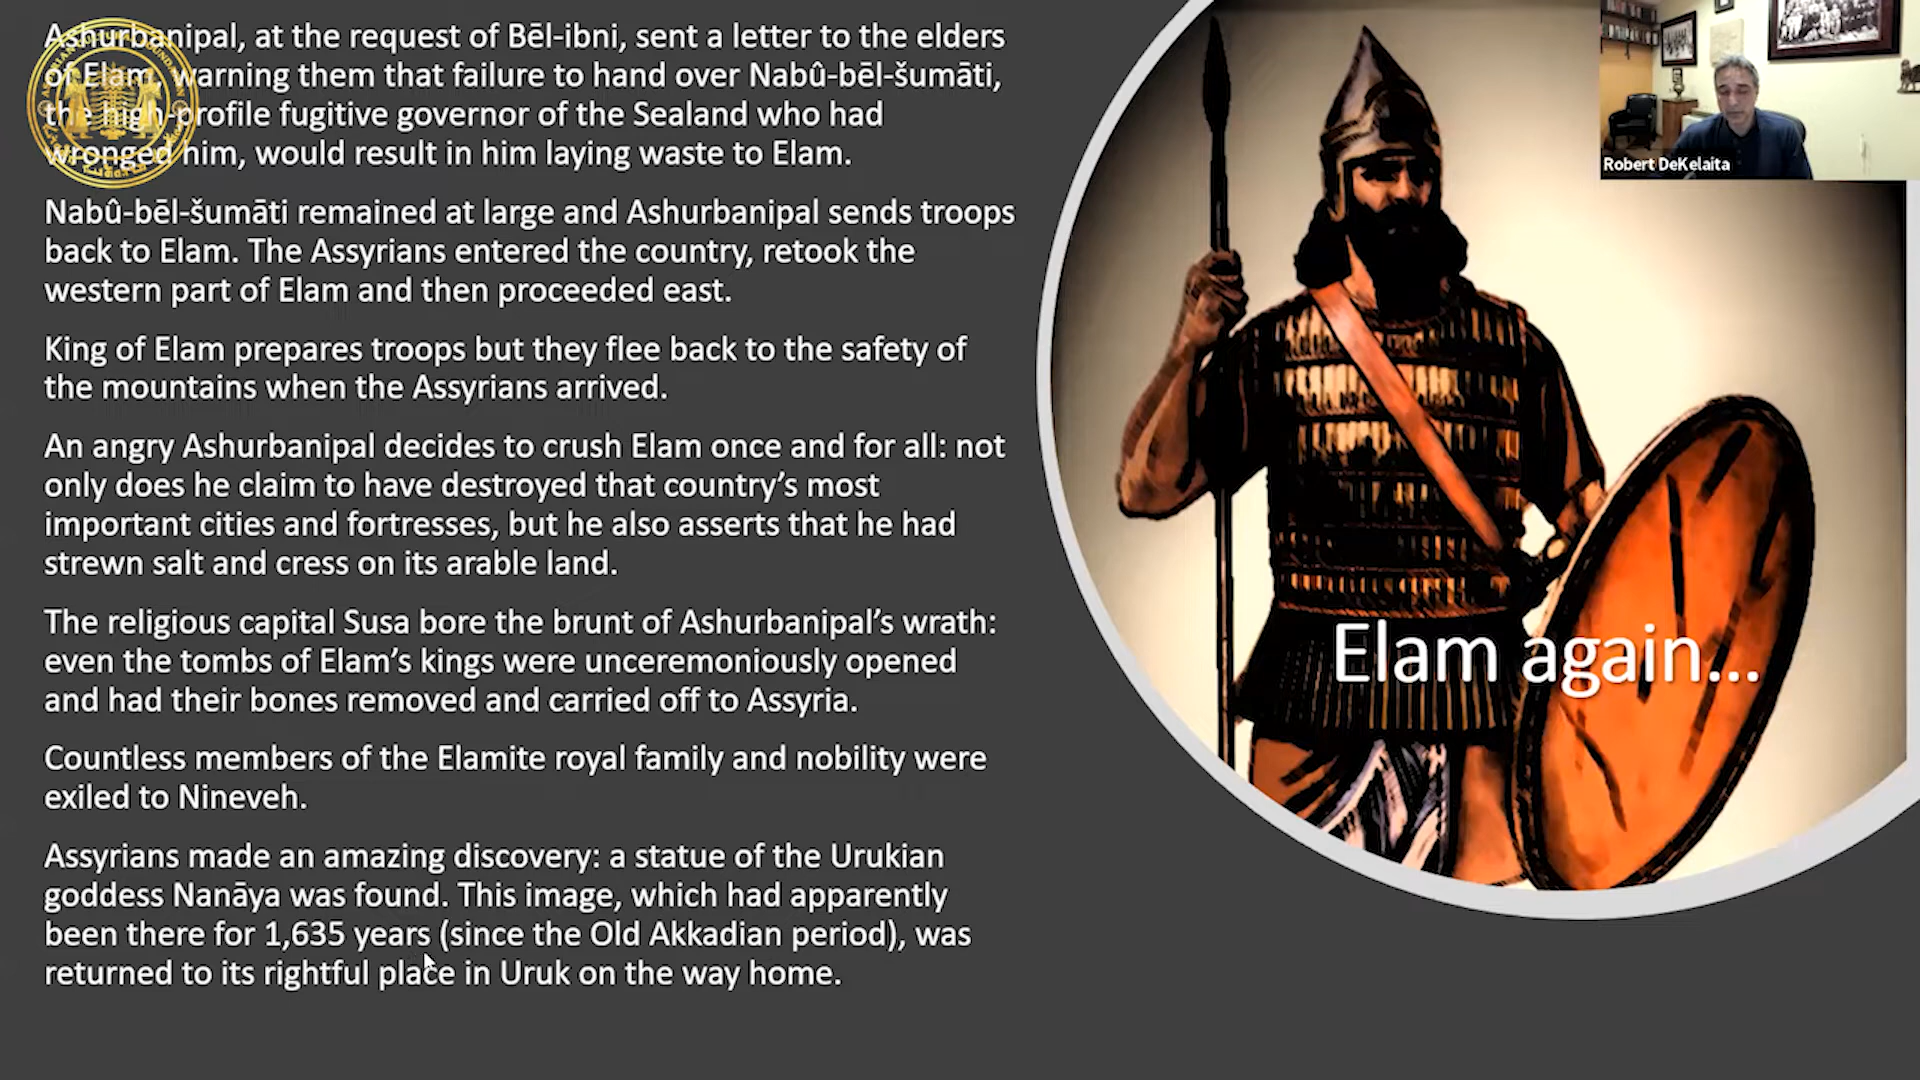 Ashurbanipal, at the request of Bēl-ibni, sent a letter to the elders
of Elam, warning them that failure to hand over Nabû-bēl-šumāti,
the high-profile fugitive governor of the Sealand who had
wronged him, would result in him laying waste to Elam.
Nabû-bēl-šumāti remained at large and Ashurbanipal sends troops
back to Elam. The Assyrians entered the country, retook the
western part of Elam and then proceeded east.
King of Elam prepares troops but they flee back to the safety of
the mountains when the Assyrians arrived.
An angry Ashurbanipal decides to crush Elam once and for all: not
only does he claim to have destroyed that country’s most
important cities and fortresses, but he also asserts that he had
strewn salt and cress on its arable land.
The religious capital Susa bore the brunt of Ashurbanipal’s wrath:
even the tombs of Elam’s kings were unceremoniously opened
and had their bones removed and carried off to Assyria.
Countless members of the Elamite royal family and nobility were
exiled to Nineveh.
Assyrians made an amazing discovery: a statue of the Urukian
goddess Nanāya was found. This image, which had apparently
been there for 1,635 years (since the Old Akkadian period), was
returned to its rightful place in Uruk on the way home.
Elam again...
Robert DeKelaita